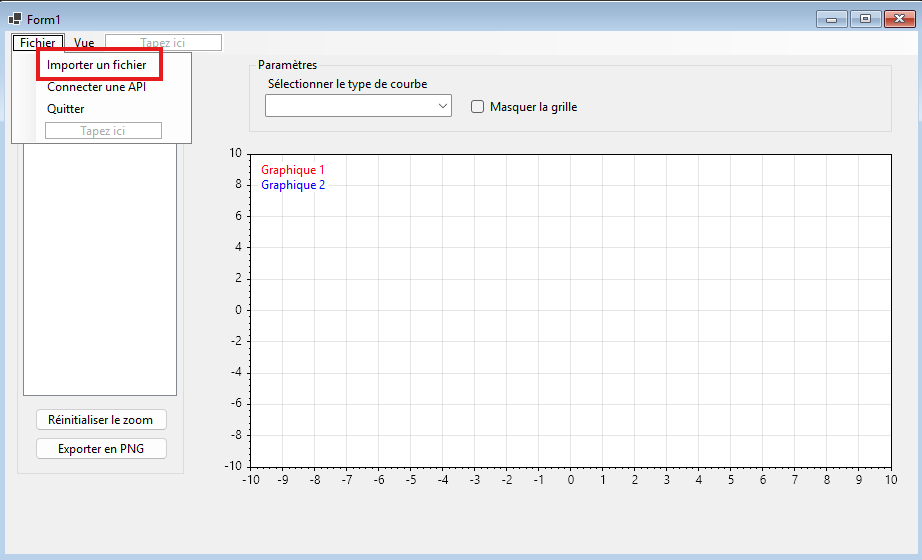 Form1
Fichier Vue Tapez ici
Importer un fichier
Connecter une API
Quitter
Tapez ici
Paramètres
Sélectionner le type de courbe
Masquer la grille
Graphique 1
Graphique 2
10
8
6
4
2
0
-2
-4
-6
-8
-10
-10 -9 -8 -7 -6 -5 -4 -3 -2 -1 0 1 2 3 4 5 6 7 8 9 10
Réinitialiser le zoom
Exporter en PNG